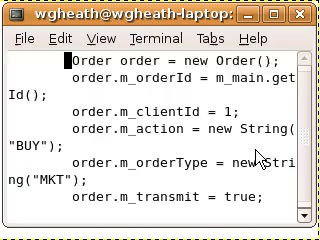 wgheath@wgheath-laptop:
File Edit View Terminal Tabs Help
Order order = new Order();
order.m_orderId = m_main.get
Id();
order.m_clientId = 1;
order.m_action = new String(
"BUY");
order.m_orderType = new Stri
ng("MKT");
order.m_transmit = true;